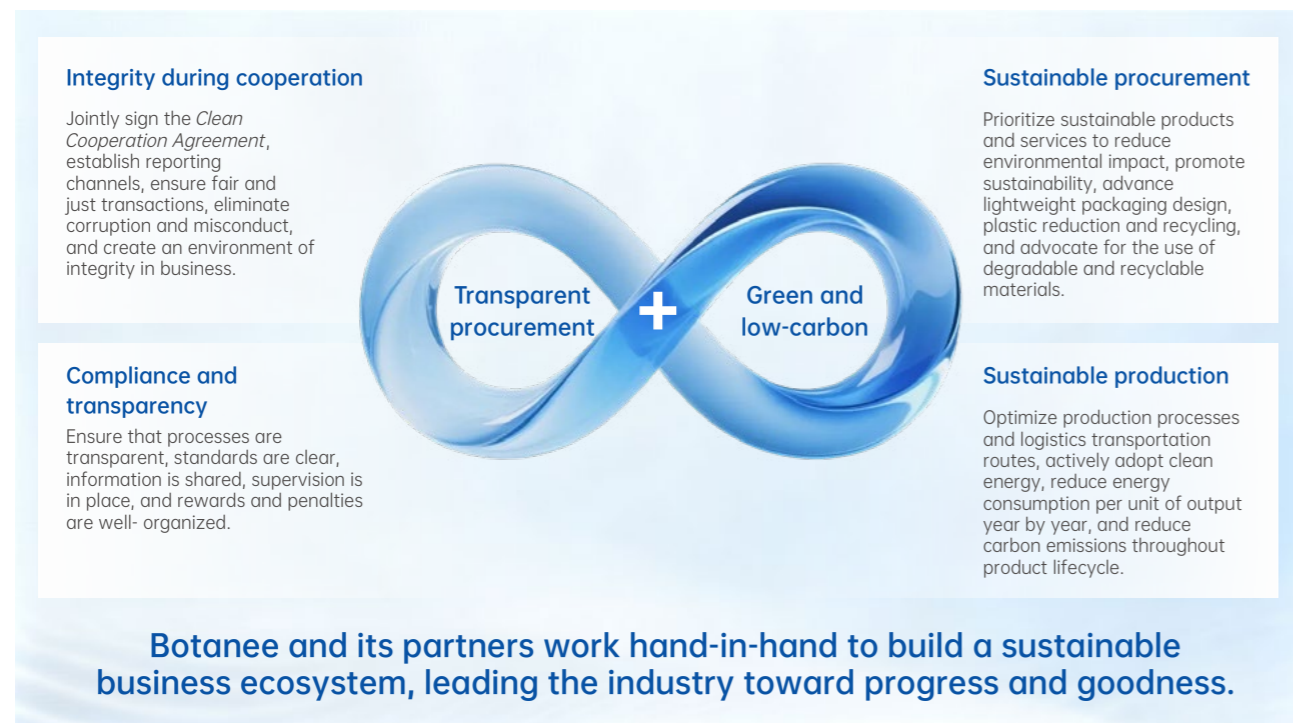 Integrity during cooperation
Jointly sign the Clean
Cooperation Agreement,
establish reporting
channels, ensure fair and
just transactions, eliminate
corruption and misconduct,
and create an environment of
integrity in business.
Compliance and
transparency
Ensure that processes are
transparent, standards are clear,
information is shared, supervision is
in place, and rewards and penalties
are well- organized.
Transparent
procurement
+
Green and
low-carbon
Sustainable procurement
Prioritize sustainable products
and services to reduce
environmental impact, promote
sustainability, advance
lightweight packaging design,
plastic reduction and recycling,
and advocate for the use of
degradable and recyclable
materials.
Sustainable production
Optimize production processes
and logistics transportation
routes, actively adopt clean
energy, reduce energy
consumption per unit of output
year by year, and reduce
carbon emissions throughout
product lifecycle.
Botanee and its partners work hand-in-hand to build a sustainable
business ecosystem, leading the industry toward progress and goodness.